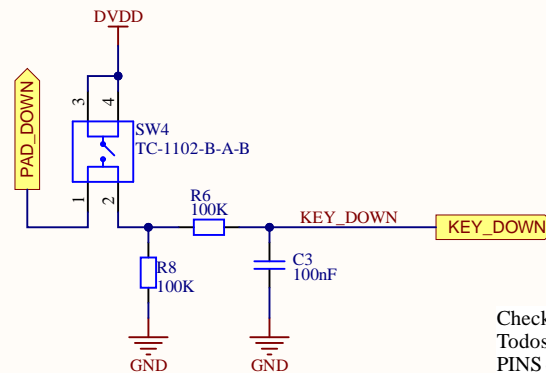 DVDD
PAD_DOWN
3
4
SW4
TC-1102-B-A-B
1
2
R6
100K
KEY_DOWN
KEY_DOWN
R8
100K
C3
100nF
GND
GND
Check
Todos
PINS